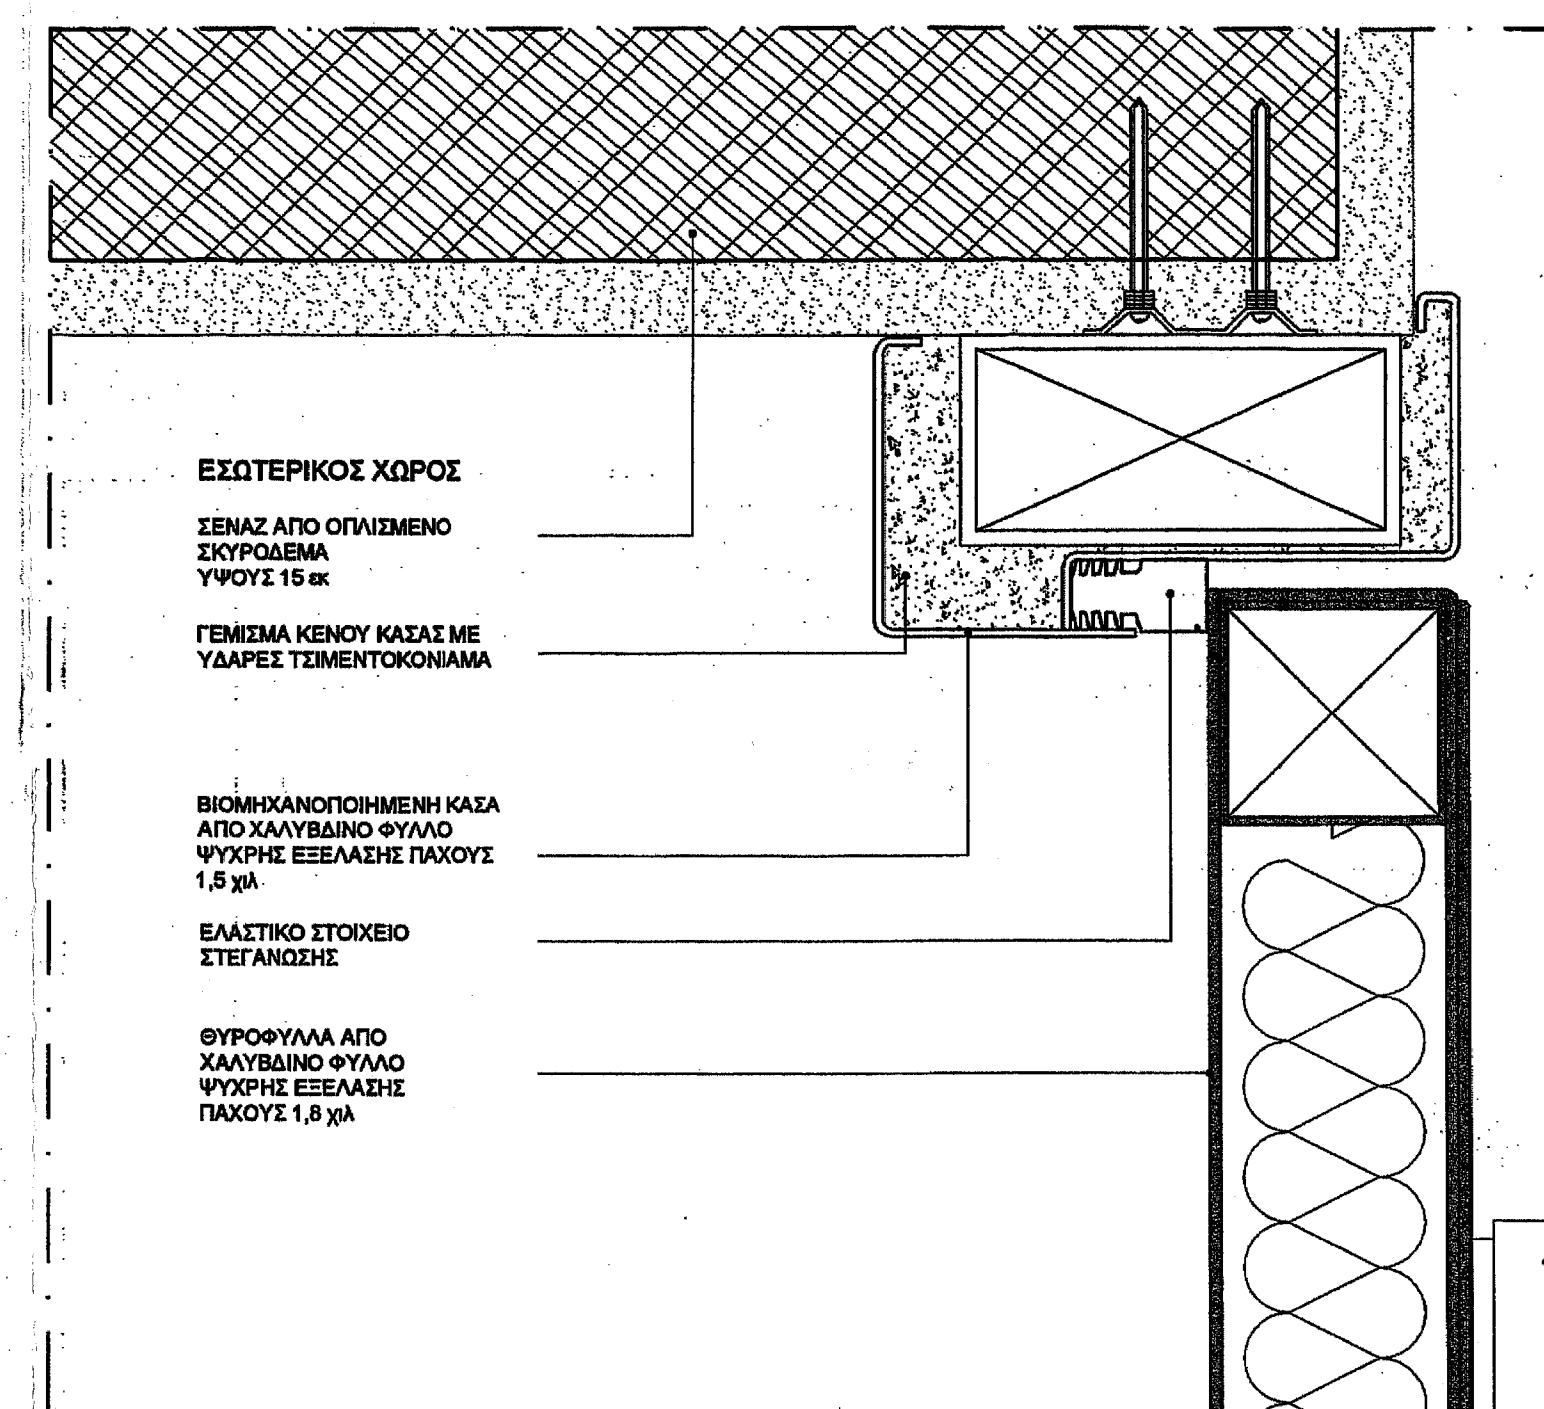 ΕΣΩΤΕΡΙΚΟΣ ΧΩΡΟΣ
ΣΕΝΑΖ ΑΠΟ ΟΠΛΙΣΜΕΝΟ
ΣΚΥΡΟΔΕΜΑ
ΥΨΟΥΣ 15 εκ
ΓΕΜΙΣΜΑ ΚΕΝΟΥ ΚΑΣΑΣ ΜΕ
ΥΔΑΡΕΣ ΤΣΙΜΕΝΤΟΚΟΝΙΑΜΑ
ΒΙΟΜΗΧΑΝΟΠΟΙΗΜΕΝΗ ΚΑΣΑ
ΑΠΟ ΧΑΛΥΒΔΙΝΟ ΦΥΛΛΟ
ΨΥΧΡΗΣ ΕΞΕΛΑΣΗΣ ΠΑΧΟΥΣ
1,5 χιλ
ΕΛΑΣΤΙΚΟ ΣΤΟΙΧΕΙΟ
ΣΤΕΓΑΝΩΣΗΣ
ΘΥΡΟΦΥΛΛΑ ΑΠΟ
ΧΑΛΥΒΔΙΝΟ ΦΥΛΛΟ
ΨΥΧΡΗΣ ΕΞΕΛΑΣΗΣ
ΠΑΧΟΥΣ 1,8 χιλ